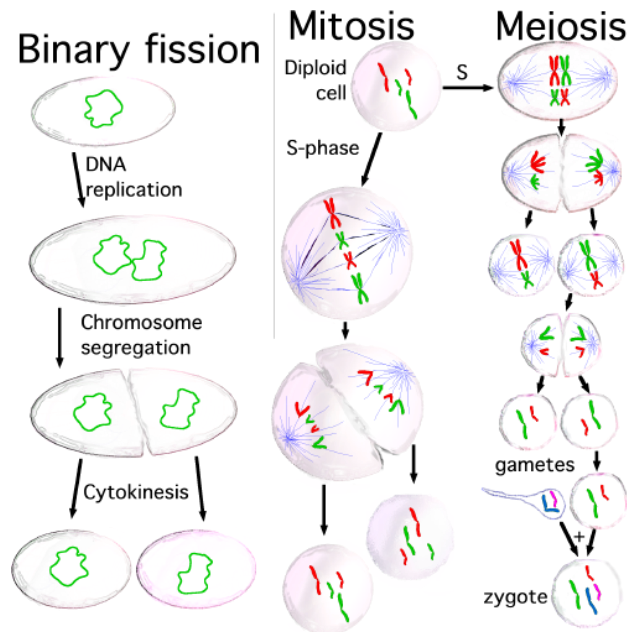 Binary fission
DNA
replication
Chromosome
segregation
Cytokinesis
Mitosis
Diploid
cell
S
S-phase
Meiosis
gametes
+
zygote